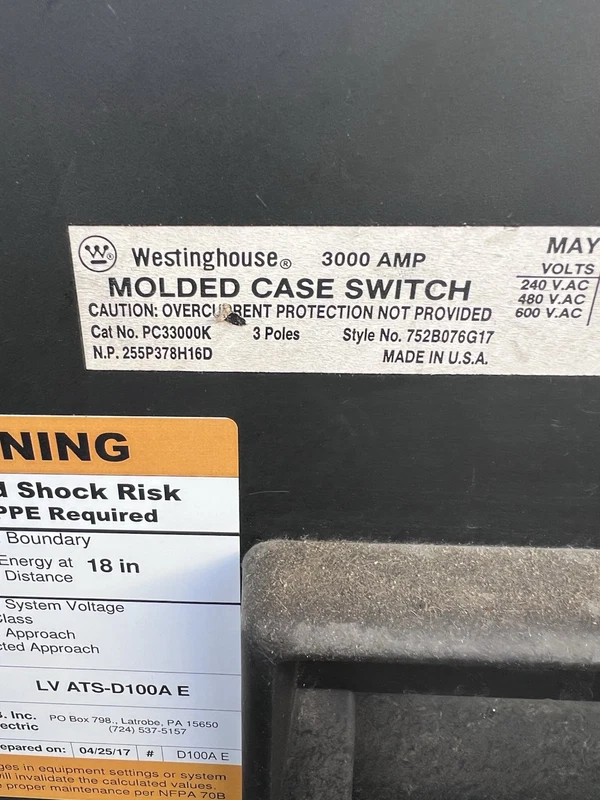 W®
Westinghouse® 3000 AMP
MOLDED CASE SWITCH
CAUTION: OVERCURRENT PROTECTION NOT PROVIDED
Cat No. PC33000K 3 Poles Style No. 752B076G17
N.P. 255P378H16D MADE IN U.S.A.
MAY
VOLTS
240 V.AC
480 V.AC
600 V.AC
NING
Shock Risk
PPE Required
Boundary
Energy at 18 in
Distance
System Voltage
Class
Approach
cted Approach
LV ATS-D100A E
Inc. PO Box 798., Latrobe, PA 15650
ectric (724) 537-5157
epared on: 04/25/17 # D100A E
ges in equipment settings or system
will invalidate the calculated values.
proper maintenance per NFPA 70B